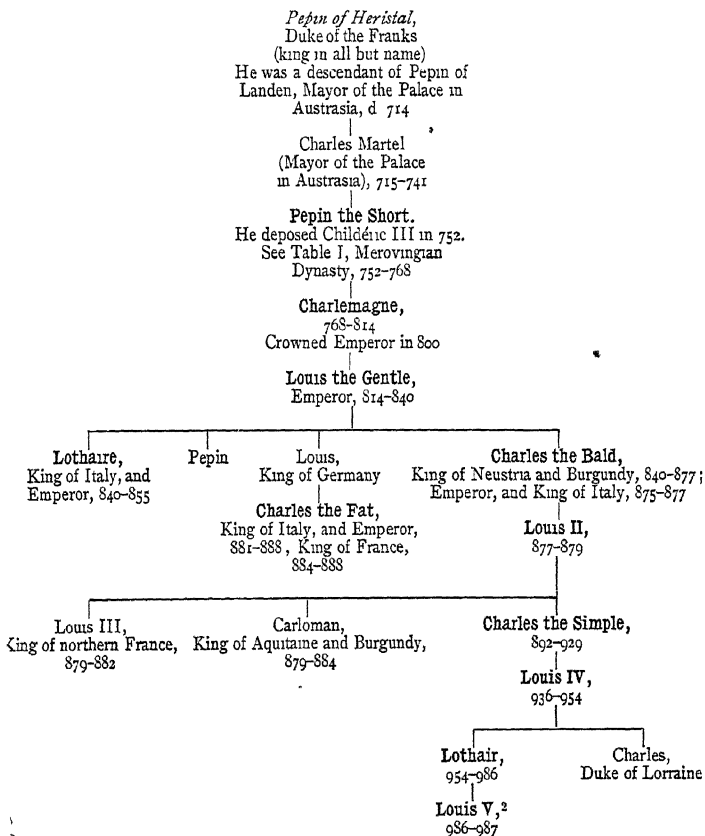 Pepin of Heristal,
Duke of the Franks
(king in all but name)
He was a descendant of Pepin of
Landen, Mayor of the Palace in
Austrasia, d 714
Charles Martel
(Mayor of the Palace
in Austrasia), 715–741
Pepin the Short.
He deposed Childéric III in 752.
See Table I, Merovingian
Dynasty, 752–768
Charlemagne,
768–814
Crowned Emperor in 800
Louis the Gentle,
Emperor, 814–840
Lothaire,
King of Italy, and
Emperor, 840–855
Pepin
Louis,
King of Germany
Charles the Bald,
King of Neustria and Burgundy, 840–877;
Emperor, and King of Italy, 875–877
Charles the Fat,
King of Italy, and Emperor,
881–888, King of France,
884–888
Louis II,
877–879
Louis III,
King of northern France,
879–882
Carloman,
King of Aquitaine and Burgundy,
879–884
Charles the Simple,
892–929
Louis IV,
936–954
Lothair,
954–986
Charles,
Duke of Lorraine
Louis V,²
986–987